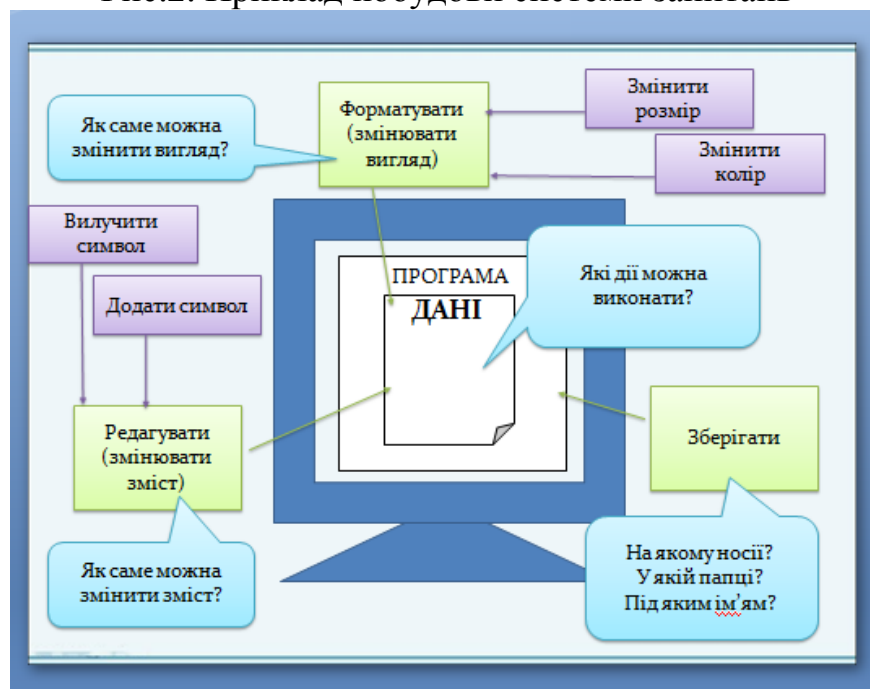 Рис.2. Приклад побудови системи запитань
Як саме можна
змінити вигляд?
Форматувати
(змінювати
вигляд)
Змінити
розмір
Змінити
колір
Вилучити
символ
Додати символ
ПРОГРАМА
ДАНІ
Які дії можна
виконати?
Редагувати
(змінювати
зміст)
Зберігати
Як саме можна
змінити зміст?
На якому носії?
У якій папці?
Під яким ім’ям?